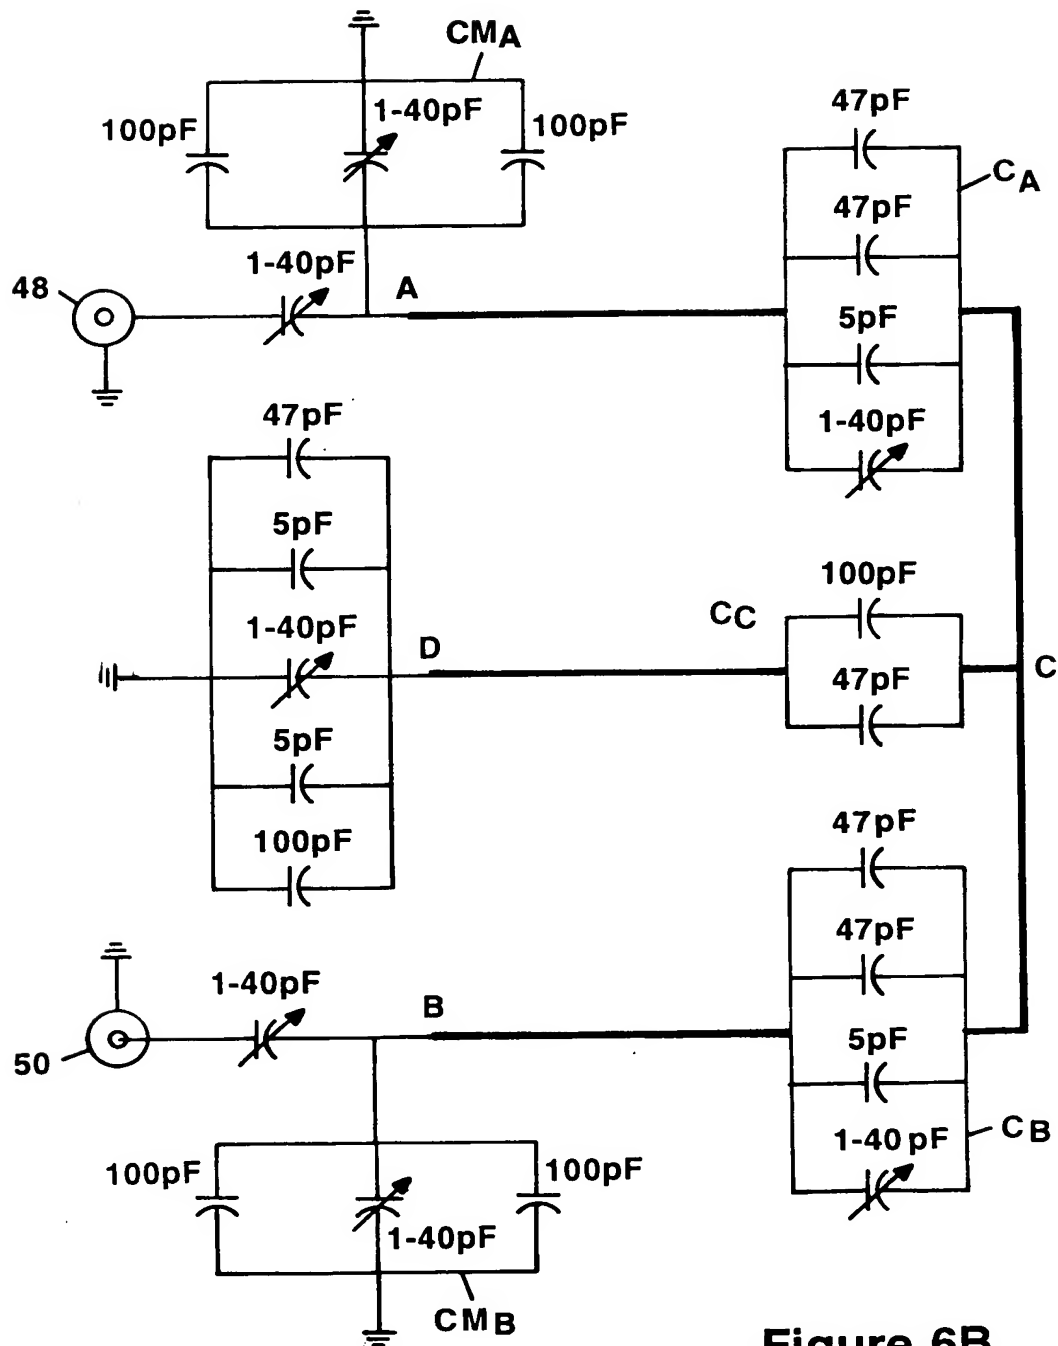 CMA
1-40pF
100pF
100pF
47pF
CA
47pF
1-40pF
48
A
5pF
47pF
1-40pF
5pF
100pF
CC
1-40pF
D
C
47pF
5pF
100pF
47pF
47pF
1-40pF
B
50
5pF
CB
1-40 pF
100pF
100pF
1-40pF
CMB
Figure 6B